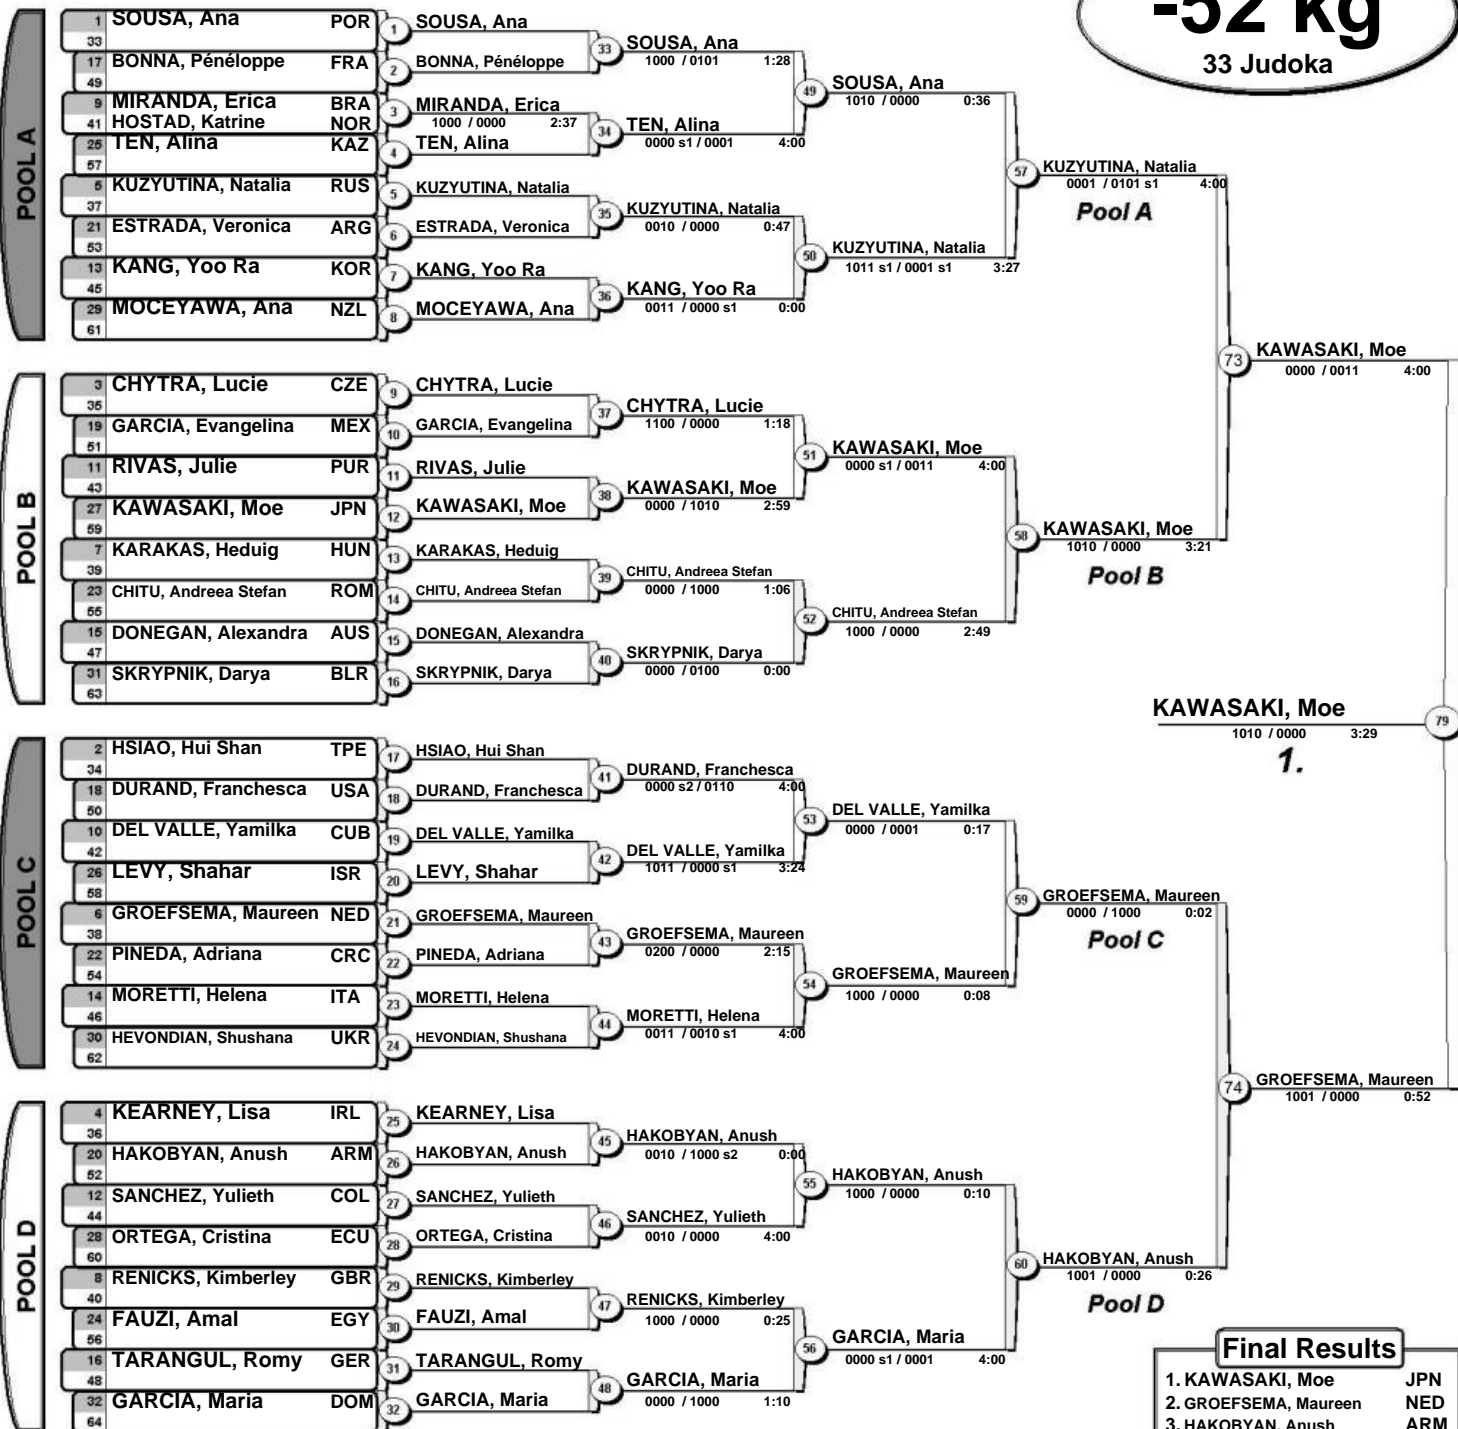 -52 kg
33 Judoka
POOL A
1 SOUSA, Ana POR
33
17 BONNA, Pénéloppe FRA
49
9 MIRANDA, Erica BRA
41 HOSTAD, Katrine NOR
25 TEN, Alina KAZ
57
5 KUZYUTINA, Natalia RUS
37
21 ESTRADA, Veronica ARG
53
13 KANG, Yoo Ra KOR
45
29 MOCEYAWA, Ana NZL
61
1 SOUSA, Ana
2 BONNA, Pénéloppe
3 MIRANDA, Erica
1000 / 0000 2:37
4 TEN, Alina
5 KUZYUTINA, Natalia
6 ESTRADA, Veronica
7 KANG, Yoo Ra
8 MOCEYAWA, Ana
33 SOUSA, Ana
1000 / 0101 1:28
34 TEN, Alina
0000 s1 / 0001 4:00
35 KUZYUTINA, Natalia
0010 / 0000 0:47
36 KANG, Yoo Ra
0011 / 0000 s1 0:00
49 SOUSA, Ana
1010 / 0000 0:36
50 KUZYUTINA, Natalia
1011 s1 / 0001 s1 3:27
57 KUZYUTINA, Natalia
0001 / 0101 s1 4:00
Pool A
POOL B
3 CHYTRA, Lucie CZE
35
19 GARCIA, Evangelina MEX
51
11 RIVAS, Julie PUR
43
27 KAWASAKI, Moe JPN
59
7 KARAKAS, Heduig HUN
39
23 CHITU, Andreea Stefan ROM
55
15 DONEGAN, Alexandra AUS
47
31 SKRYPNIK, Darya BLR
63
9 CHYTRA, Lucie
10 GARCIA, Evangelina
11 RIVAS, Julie
12 KAWASAKI, Moe
13 KARAKAS, Heduig
14 CHITU, Andreea Stefan
15 DONEGAN, Alexandra
16 SKRYPNIK, Darya
37 CHYTRA, Lucie
1100 / 0000 1:18
38 KAWASAKI, Moe
0000 / 1010 2:59
39 CHITU, Andreea Stefan
0000 / 1000 1:06
40 SKRYPNIK, Darya
0000 / 0100 0:00
51 KAWASAKI, Moe
0000 s1 / 0011 4:00
52 CHITU, Andreea Stefan
1000 / 0000 2:49
58 KAWASAKI, Moe
1010 / 0000 3:21
Pool B
73 KAWASAKI, Moe
0000 / 0011 4:00
KAWASAKI, Moe 79
1010 / 0000 3:29
1.
POOL C
2 HSIAO, Hui Shan TPE
34
18 DURAND, Franchesca USA
50
10 DEL VALLE, Yamilka CUB
42
26 LEVY, Shahar ISR
58
6 GROEFSEMA, Maureen NED
38
22 PINEDA, Adriana CRC
54
14 MORETTI, Helena ITA
46
30 HEVONDIAN, Shushana UKR
62
17 HSIAO, Hui Shan
18 DURAND, Franchesca
19 DEL VALLE, Yamilka
20 LEVY, Shahar
21 GROEFSEMA, Maureen
22 PINEDA, Adriana
23 MORETTI, Helena
24 HEVONDIAN, Shushana
41 DURAND, Franchesca
0000 s2 / 0110 4:00
42 DEL VALLE, Yamilka
1011 / 0000 s1 3:24
43 GROEFSEMA, Maureen
0200 / 0000 2:15
44 MORETTI, Helena
0011 / 0010 s1 4:00
53 DEL VALLE, Yamilka
0000 / 0001 0:17
54 GROEFSEMA, Maureen
1000 / 0000 0:08
59 GROEFSEMA, Maureen
0000 / 1000 0:02
Pool C
POOL D
4 KEARNEY, Lisa IRL
36
20 HAKOBYAN, Anush ARM
52
12 SANCHEZ, Yulieth COL
44
28 ORTEGA, Cristina ECU
60
8 RENICKS, Kimberley GBR
40
24 FAUZI, Amal EGY
56
16 TARANGUL, Romy GER
48
32 GARCIA, Maria DOM
64
25 KEARNEY, Lisa
26 HAKOBYAN, Anush
27 SANCHEZ, Yulieth
28 ORTEGA, Cristina
29 RENICKS, Kimberley
30 FAUZI, Amal
31 TARANGUL, Romy
32 GARCIA, Maria
45 HAKOBYAN, Anush
0010 / 1000 s2 0:00
46 SANCHEZ, Yulieth
0010 / 0000 4:00
47 RENICKS, Kimberley
1000 / 0000 0:25
48 GARCIA, Maria
0000 / 1000 1:10
55 HAKOBYAN, Anush
1000 / 0000 0:10
56 GARCIA, Maria
0000 s1 / 0001 4:00
60 HAKOBYAN, Anush
1001 / 0000 0:26
Pool D
74 GROEFSEMA, Maureen
1001 / 0000 0:52
Final Results
1. KAWASAKI, Moe JPN
2. GROEFSEMA, Maureen NED
3. HAKOBYAN, Anush ARM